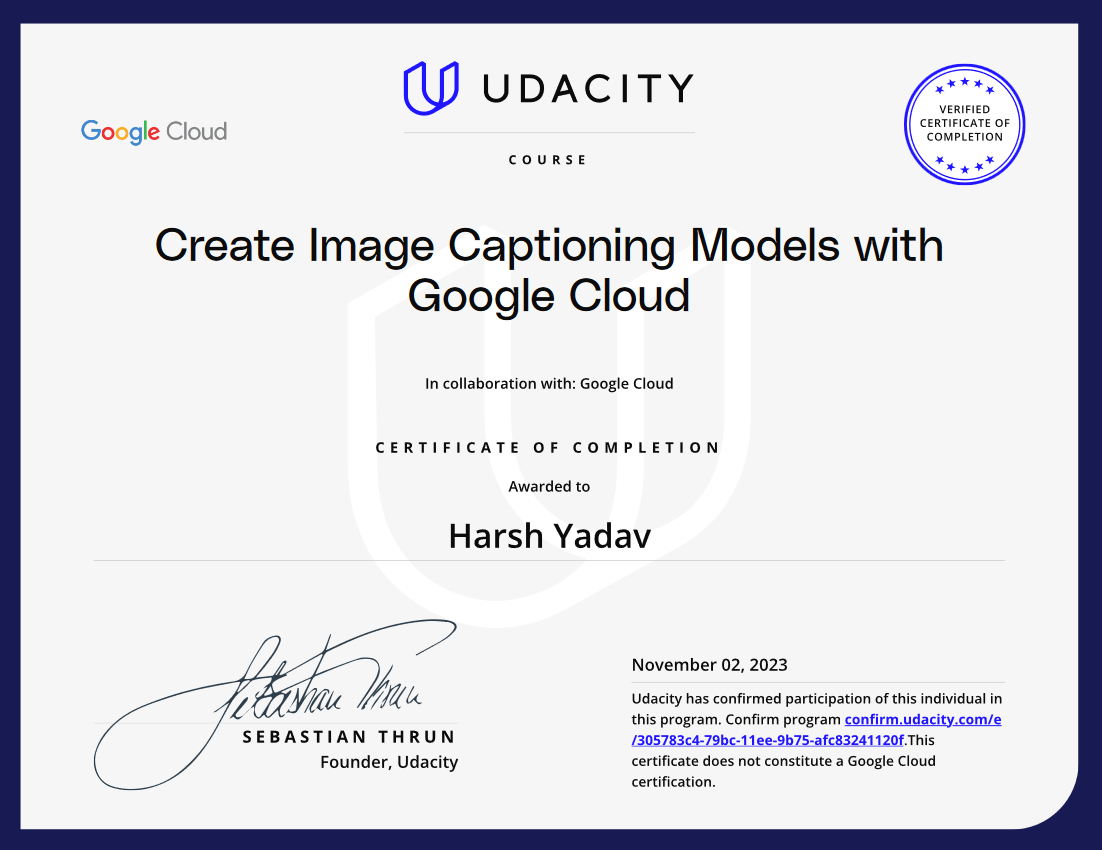 UDACITY
Google Cloud
VERIFIED
CERTIFICATE OF
COMPLETION
COURSE
Create Image Captioning Models with
Google Cloud
In collaboration with: Google Cloud
CERTIFICATE OF COMPLETION
Awarded to
Harsh Yadav
Sebastian Thrun
SEBASTIAN THRUN
Founder, Udacity
November 02, 2023
Udacity has confirmed participation of this individual in
this program. Confirm program confirm.udacity.com/e
/305783c4-79bc-11ee-9b75-afc83241120f.This
certificate does not constitute a Google Cloud
certification.